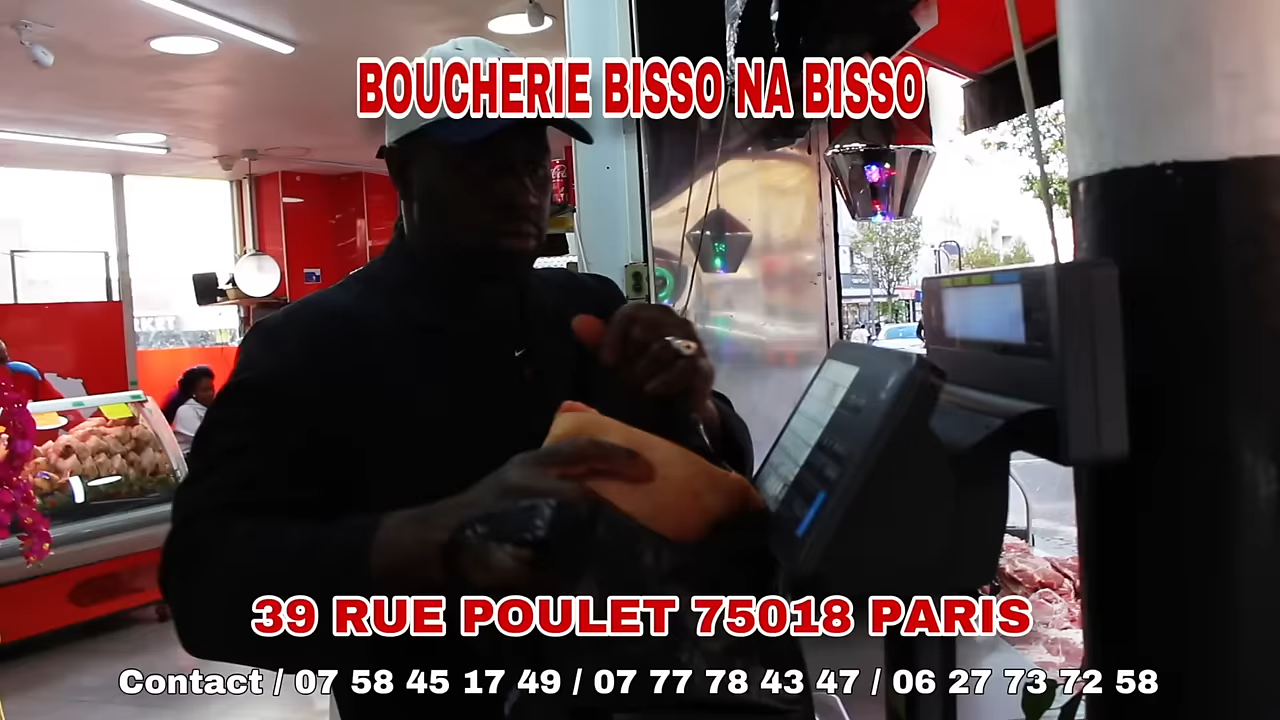 BOUCHERIE BISSO NA BISSO
39 RUE POULET 75018 PARIS
Contact / 07 58 45 17 49 / 07 77 78 43 47 / 06 27 73 72 58